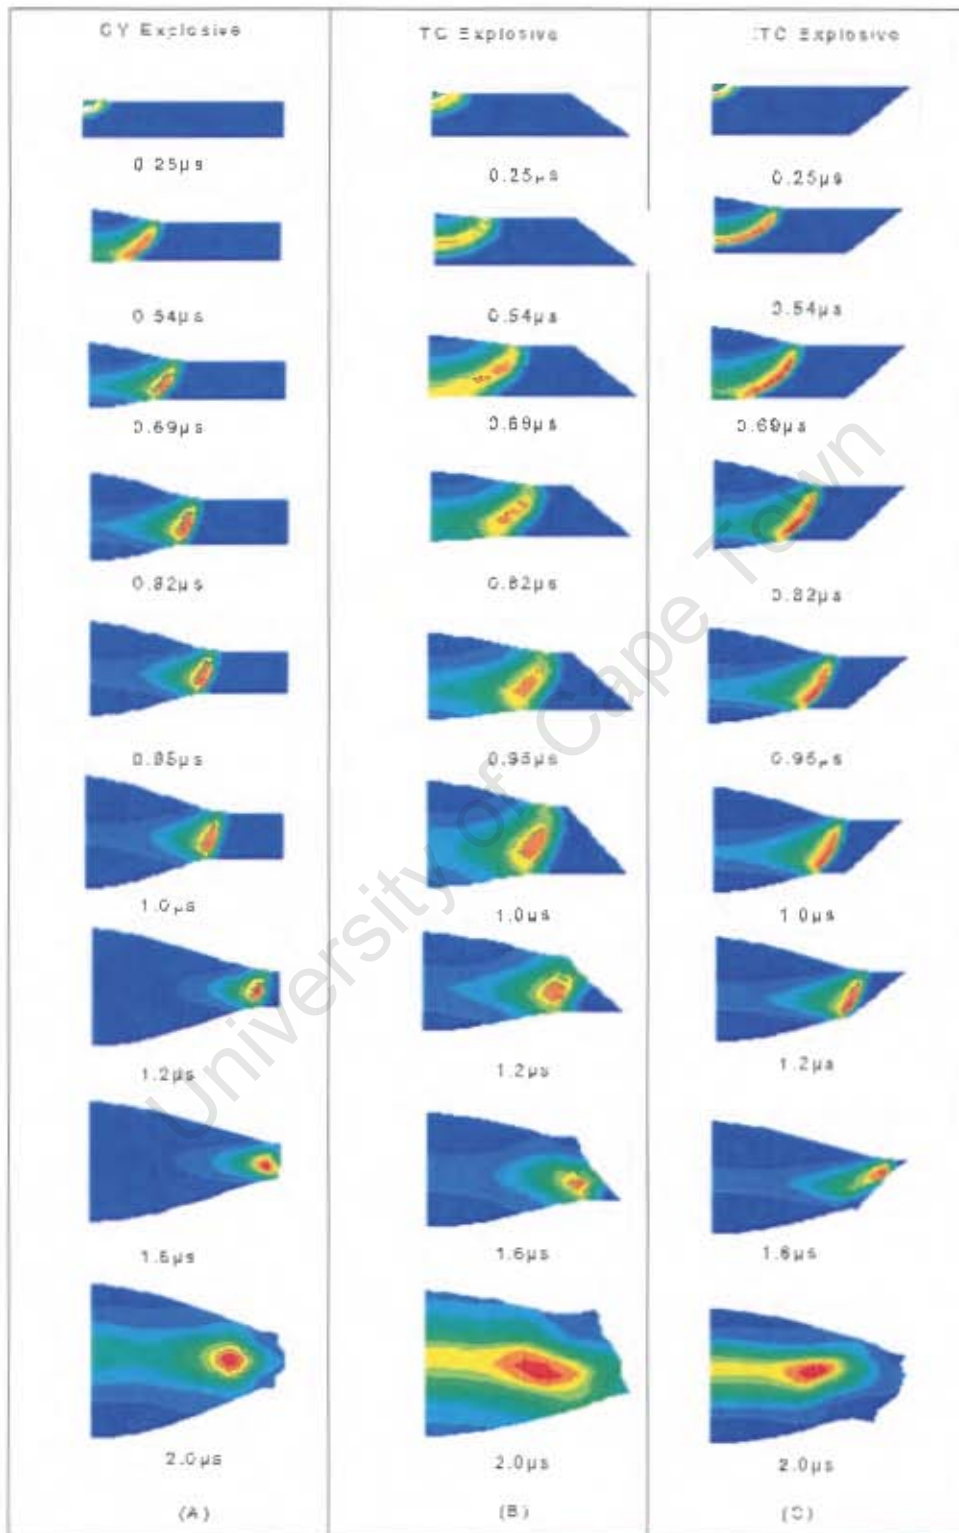 CY Explosive
TC Explosive
ITC Explosive
0.25µs
0.25µs
0.25µs
0.54µs
0.54µs
0.54µs
0.69µs
0.69µs
0.69µs
0.82µs
0.82µs
0.82µs
0.95µs
0.95µs
0.95µs
1.0µs
1.0µs
1.0µs
1.2µs
1.2µs
1.2µs
1.6µs
1.6µs
1.6µs
2.0µs
2.0µs
2.0µs
(A)
(B)
(C)
University of Cape Town